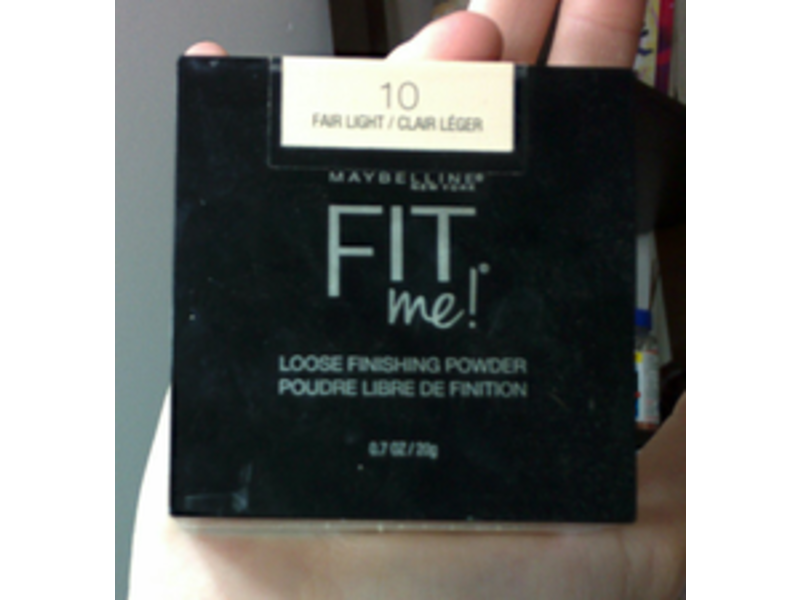 10
FAIR LIGHT / CLAIR LÉGER
MAYBELLINE®
NEW YORK
FIT
me!®
LOOSE FINISHING POWDER
POUDRE LIBRE DE FINITION
0.7 OZ / 20g